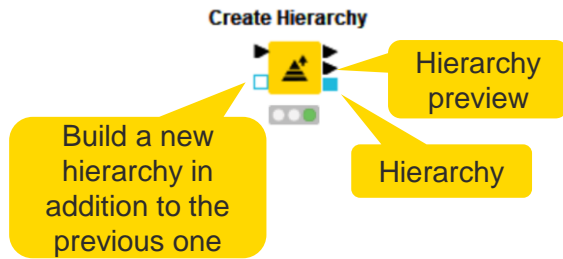 Create Hierarchy
Hierarchy
preview
Build a new
hierarchy in
addition to the
previous one
Hierarchy